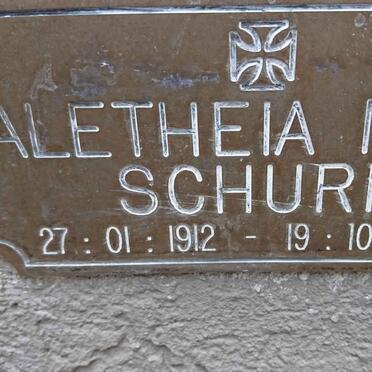 ALETHEIA
SCHUR
27 : 01 : 1912 - 19 : 10